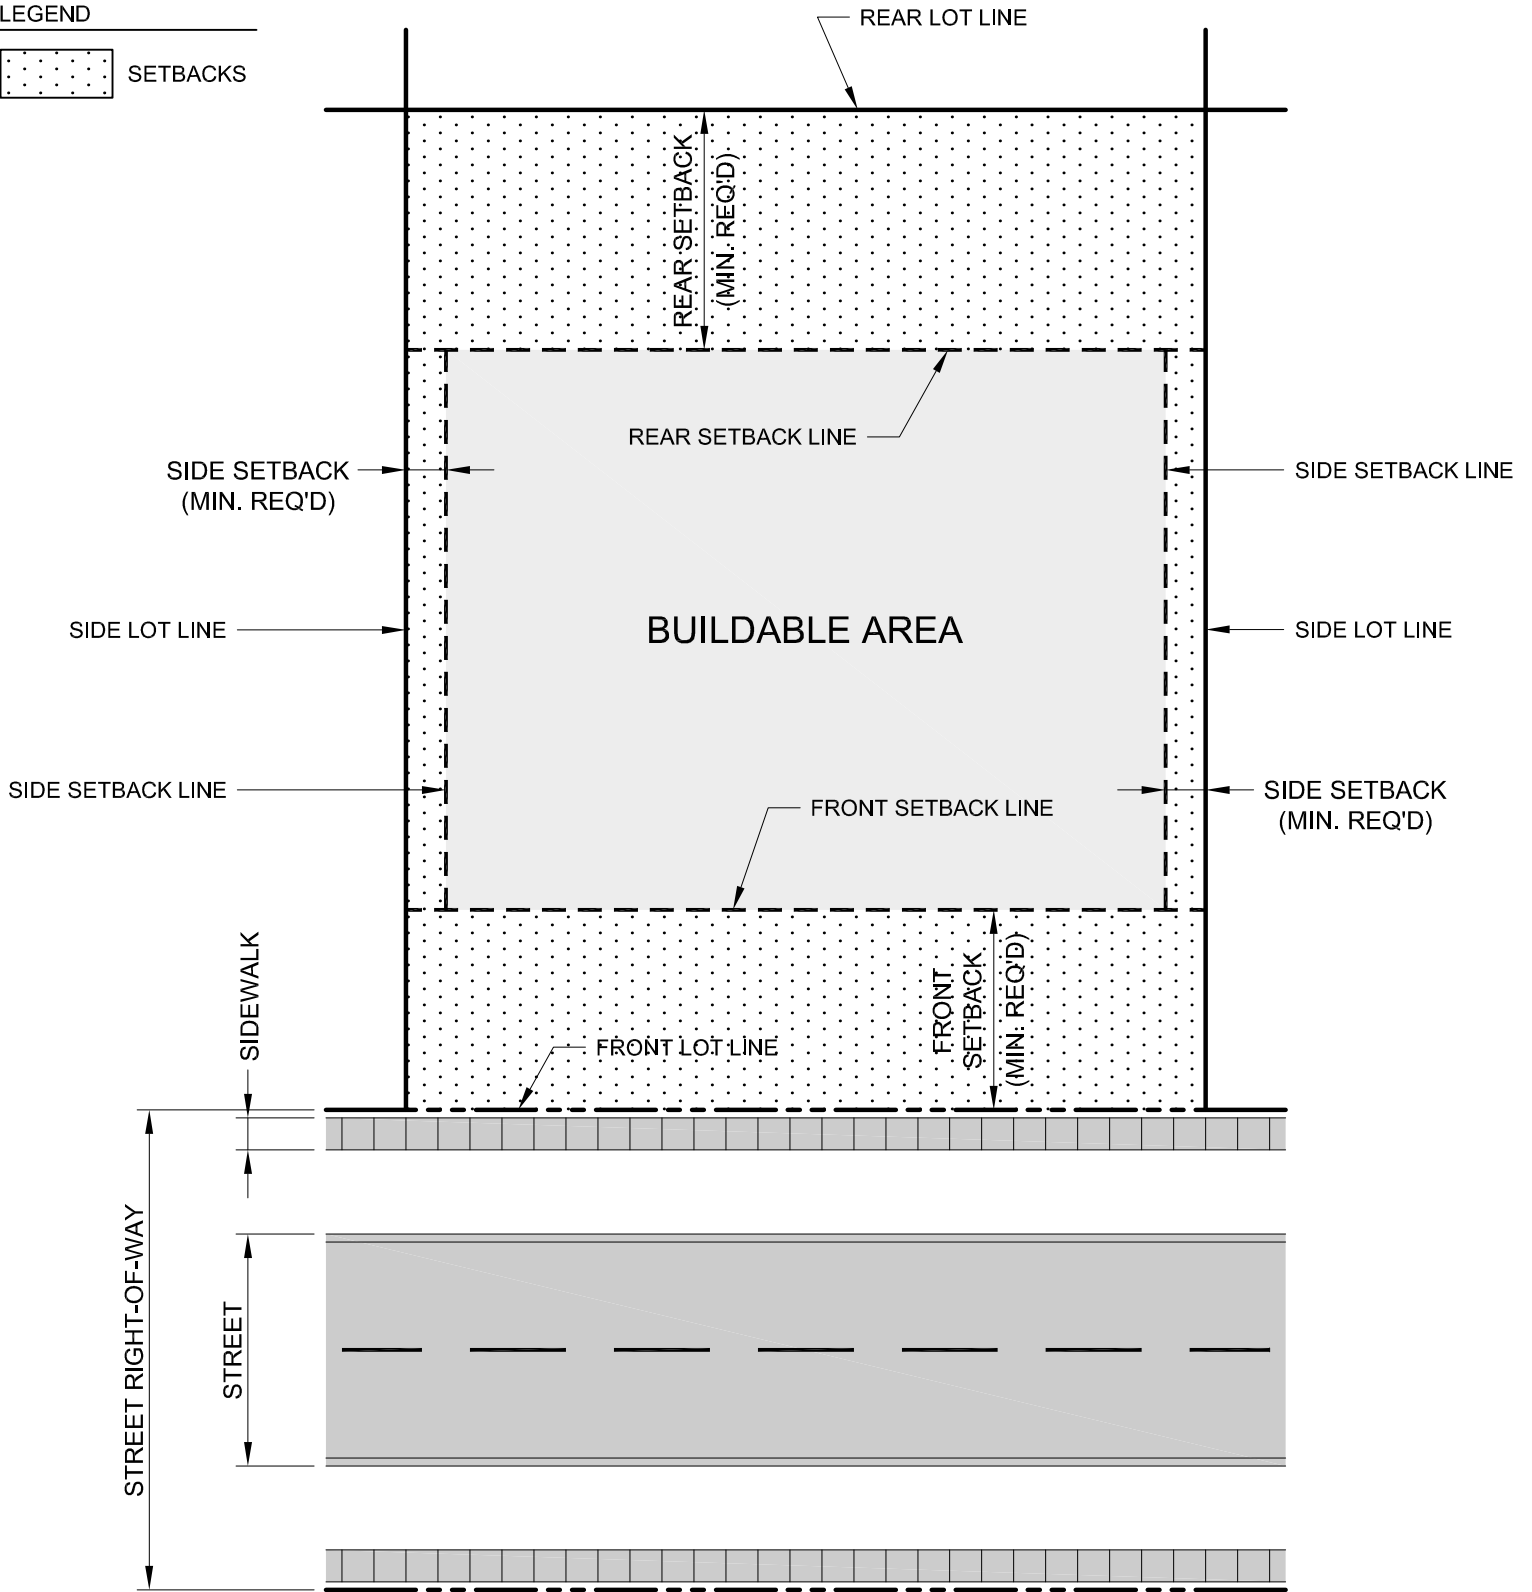 LEGEND
SETBACKS
REAR LOT LINE
REAR SETBACK
(MIN. REQ'D)
REAR SETBACK LINE
SIDE SETBACK
(MIN. REQ'D)
SIDE SETBACK LINE
BUILDABLE AREA
SIDE LOT LINE
SIDE LOT LINE
SIDE SETBACK LINE
FRONT SETBACK LINE
SIDE SETBACK
(MIN. REQ'D)
SIDEWALK
FRONT
SETBACK
(MIN. REQ'D)
FRONT LOT LINE
STREET RIGHT-OF-WAY
STREET